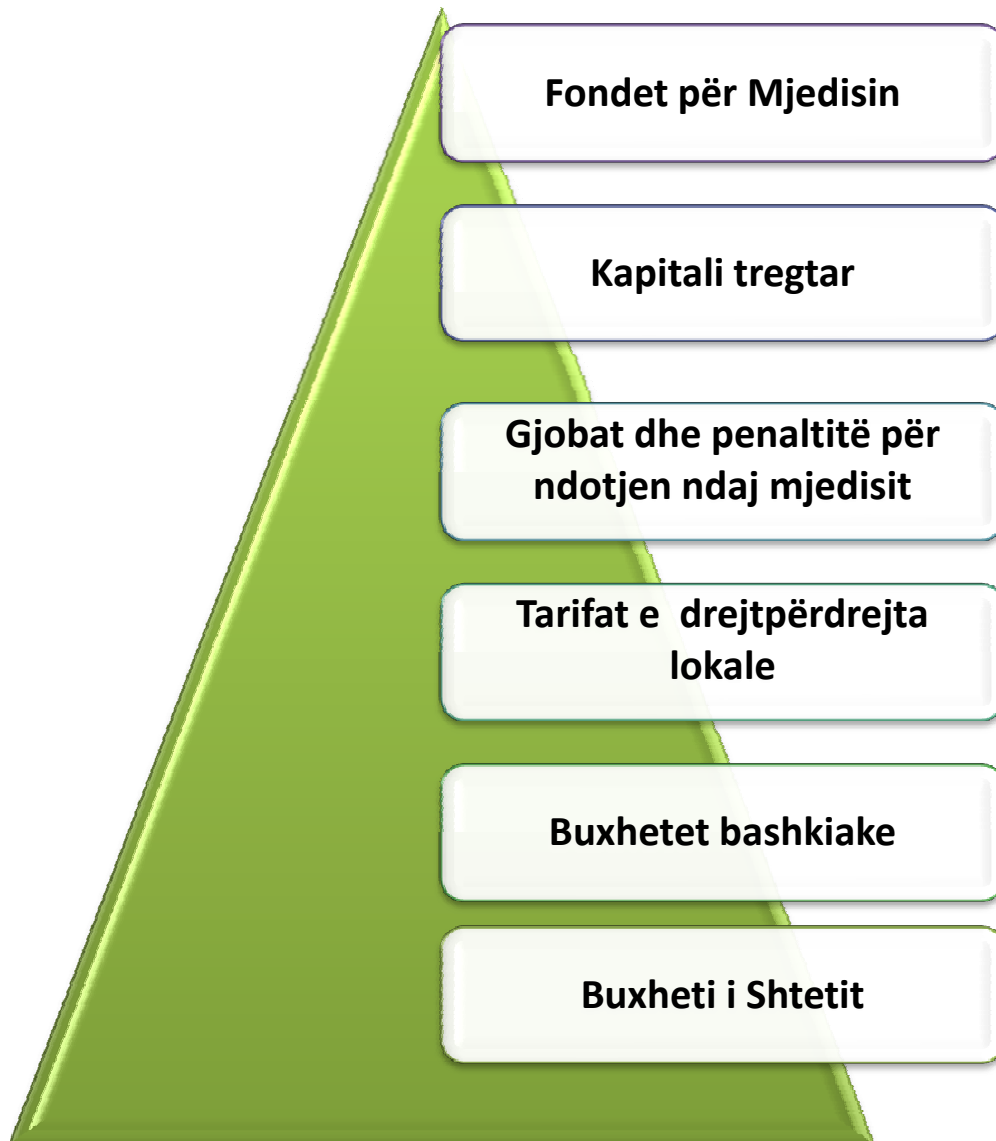 Fondet për Mjedisin
Kapitali tregtar
Gjobat dhe penaltitë për
ndotjen ndaj mjedisit
Tarifat e  drejtpërdrejta
lokale
Buxhetet bashkiake
Buxheti i Shtetit